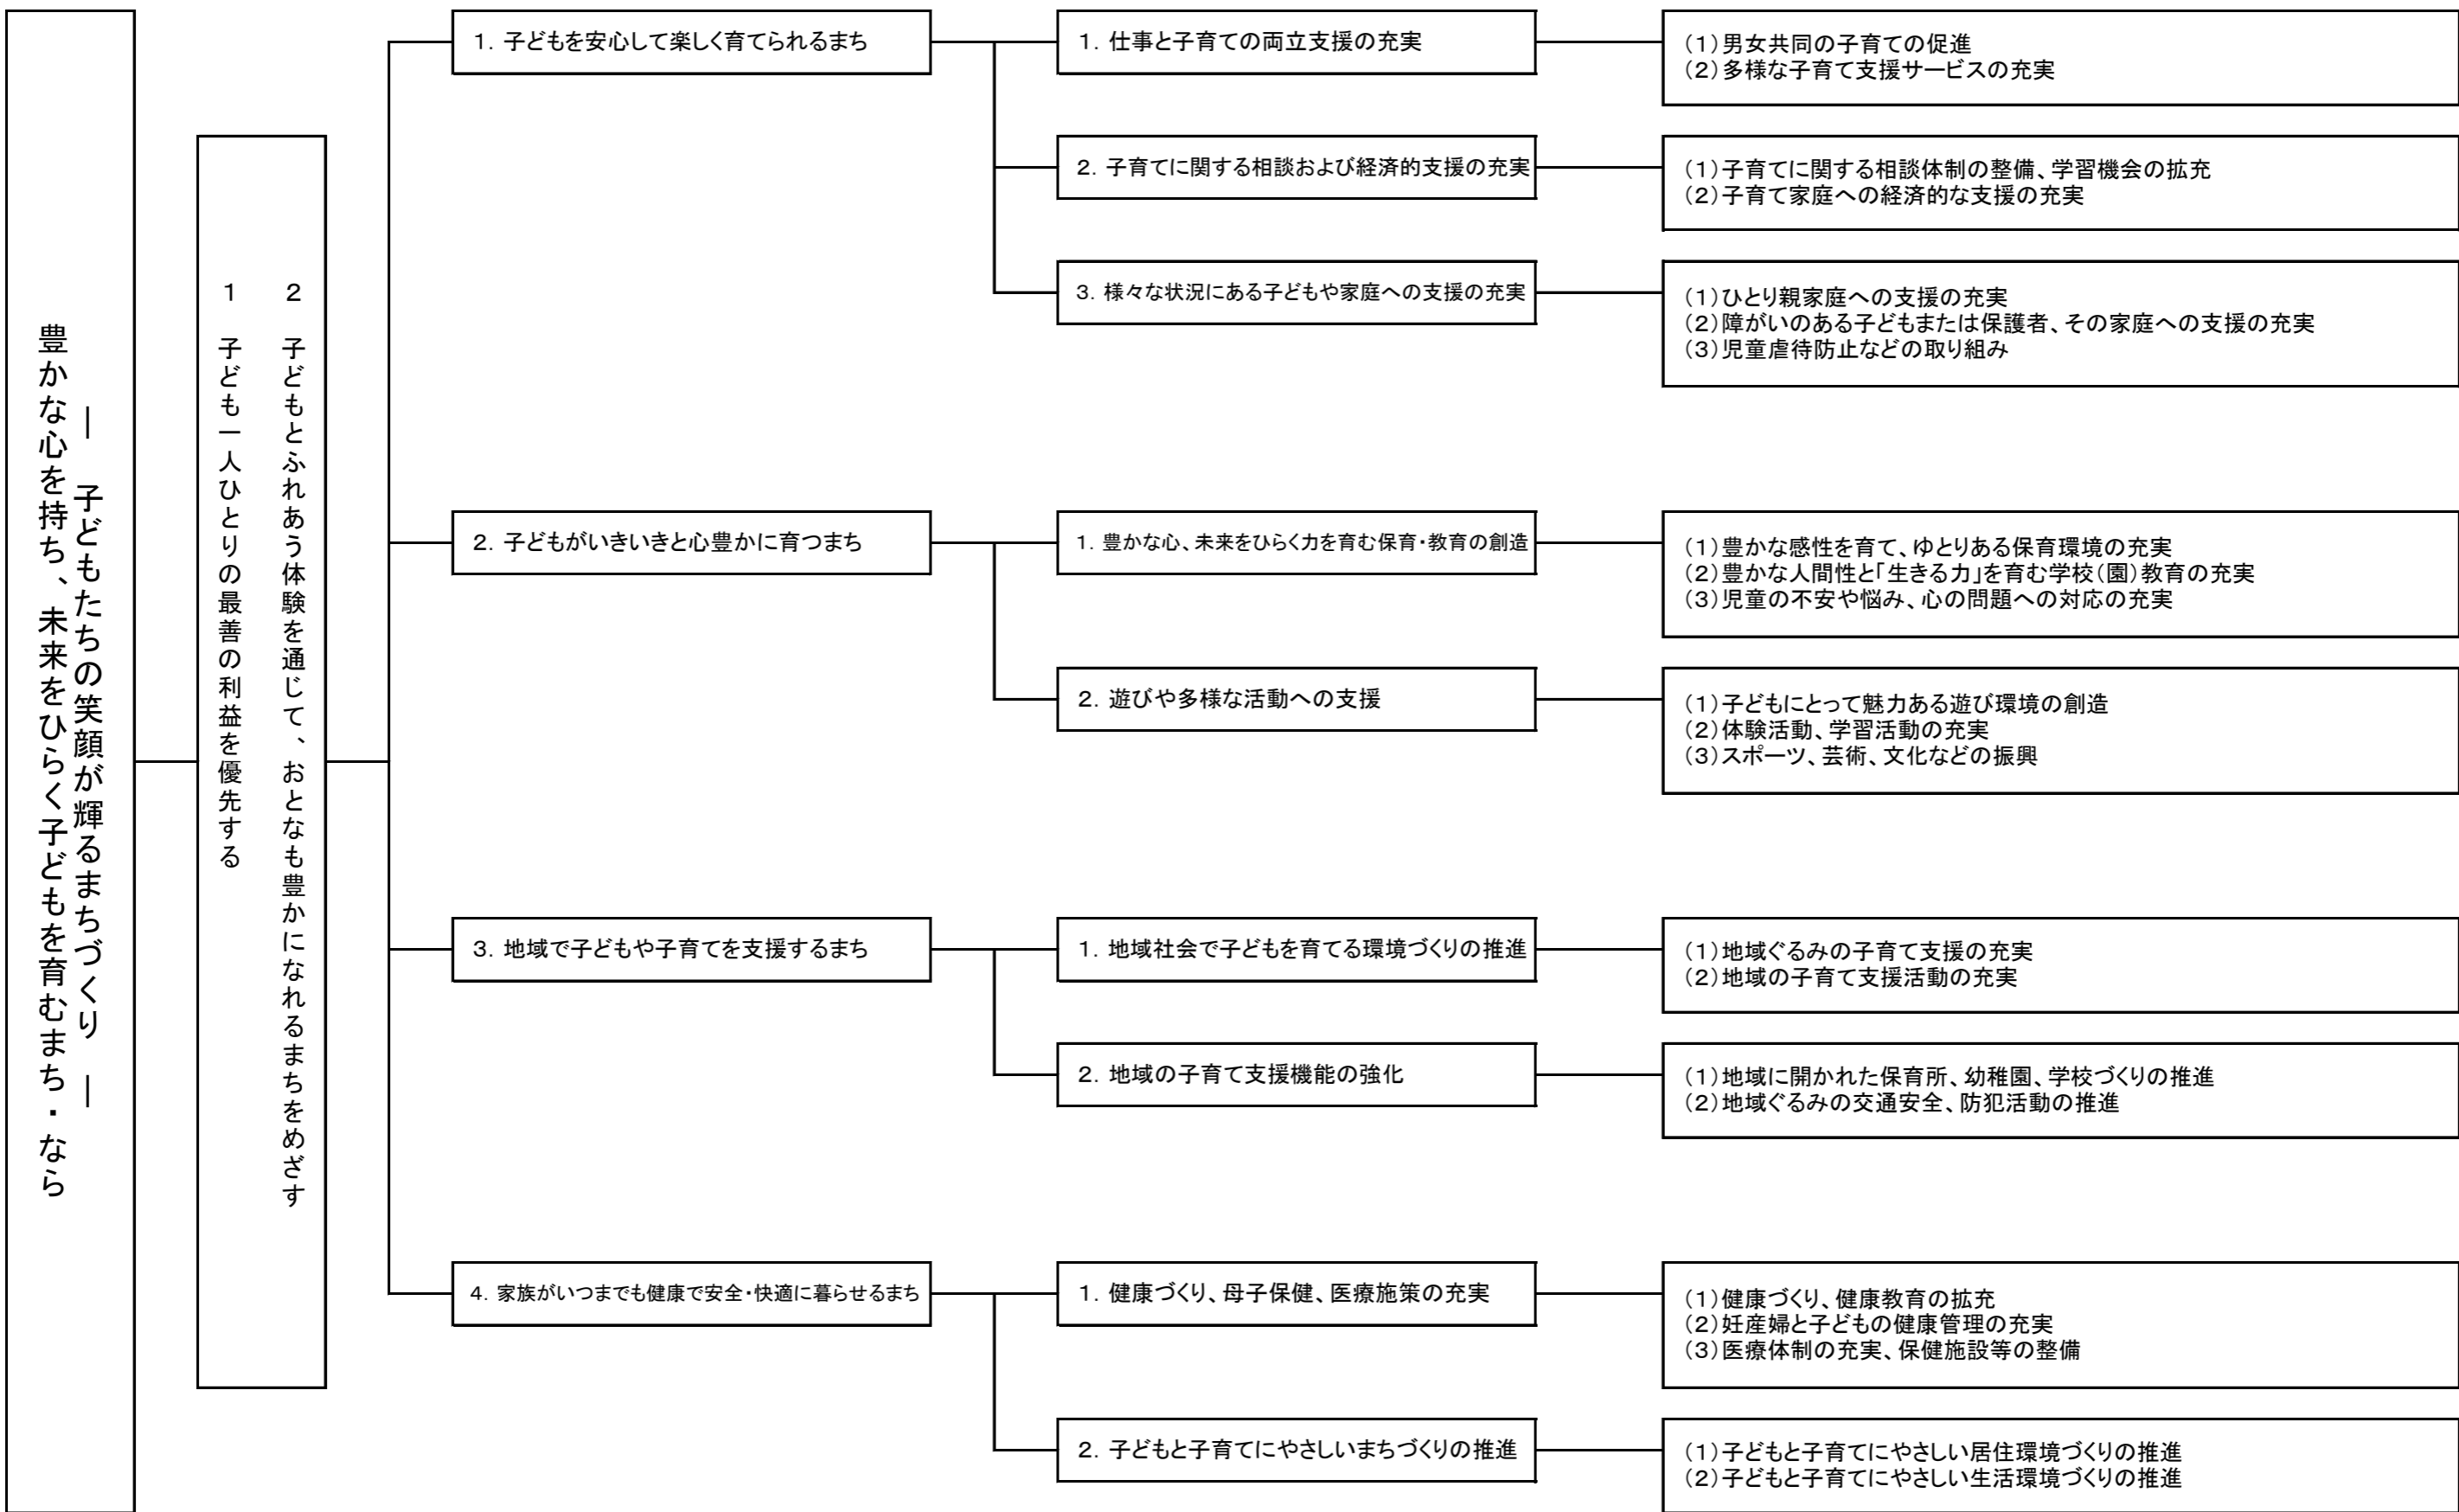 豊かな心を持ち、未来をひらく子どもを育むまち・なら
― 子どもたちの笑顔が輝るまちづくり ―
1 子ども一人ひとりの最善の利益を優先する
2 子どもとふれあう体験を通じて、おとなも豊かになれるまちをめざす
1. 子どもを安心して楽しく育てられるまち
1. 仕事と子育ての両立支援の充実
(1)男女共同の子育ての促進
(2)多様な子育て支援サービスの充実
2. 子育てに関する相談および経済的支援の充実
(1)子育てに関する相談体制の整備、学習機会の拡充
(2)子育て家庭への経済的な支援の充実
3. 様々な状況にある子どもや家庭への支援の充実
(1)ひとり親家庭への支援の充実
(2)障がいのある子どもまたは保護者、その家庭への支援の充実
(3)児童虐待防止などの取り組み
2. 子どもがいきいきと心豊かに育つまち
1. 豊かな心、未来をひらく力を育む保育・教育の創造
(1)豊かな感性を育て、ゆとりある保育環境の充実
(2)豊かな人間性と「生きる力」を育む学校(園)教育の充実
(3)児童の不安や悩み、心の問題への対応の充実
2. 遊びや多様な活動への支援
(1)子どもにとって魅力ある遊び環境の創造
(2)体験活動、学習活動の充実
(3)スポーツ、芸術、文化などの振興
3. 地域で子どもや子育てを支援するまち
1. 地域社会で子どもを育てる環境づくりの推進
(1)地域ぐるみの子育て支援の充実
(2)地域の子育て支援活動の充実
2. 地域の子育て支援機能の強化
(1)地域に開かれた保育所、幼稚園、学校づくりの推進
(2)地域ぐるみの交通安全、防犯活動の推進
4. 家族がいつまでも健康で安全・快適に暮らせるまち
1. 健康づくり、母子保健、医療施策の充実
(1)健康づくり、健康教育の拡充
(2)妊産婦と子どもの健康管理の充実
(3)医療体制の充実、保健施設等の整備
2. 子どもと子育てにやさしいまちづくりの推進
(1)子どもと子育てにやさしい居住環境づくりの推進
(2)子どもと子育てにやさしい生活環境づくりの推進